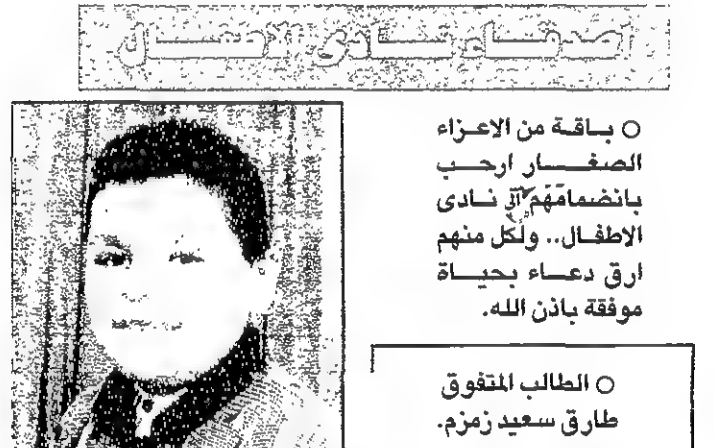 أصدقاء نادى الاطفال
○ باقة من الاعزاء
الصغار ارحب
بانضمامهم الى نادى
الاطفال.. ولكل منهم
ارق دعاء بحياة
موفقة باذن الله.
○ الطالب المتفوق
طارق سعيد زمزم.